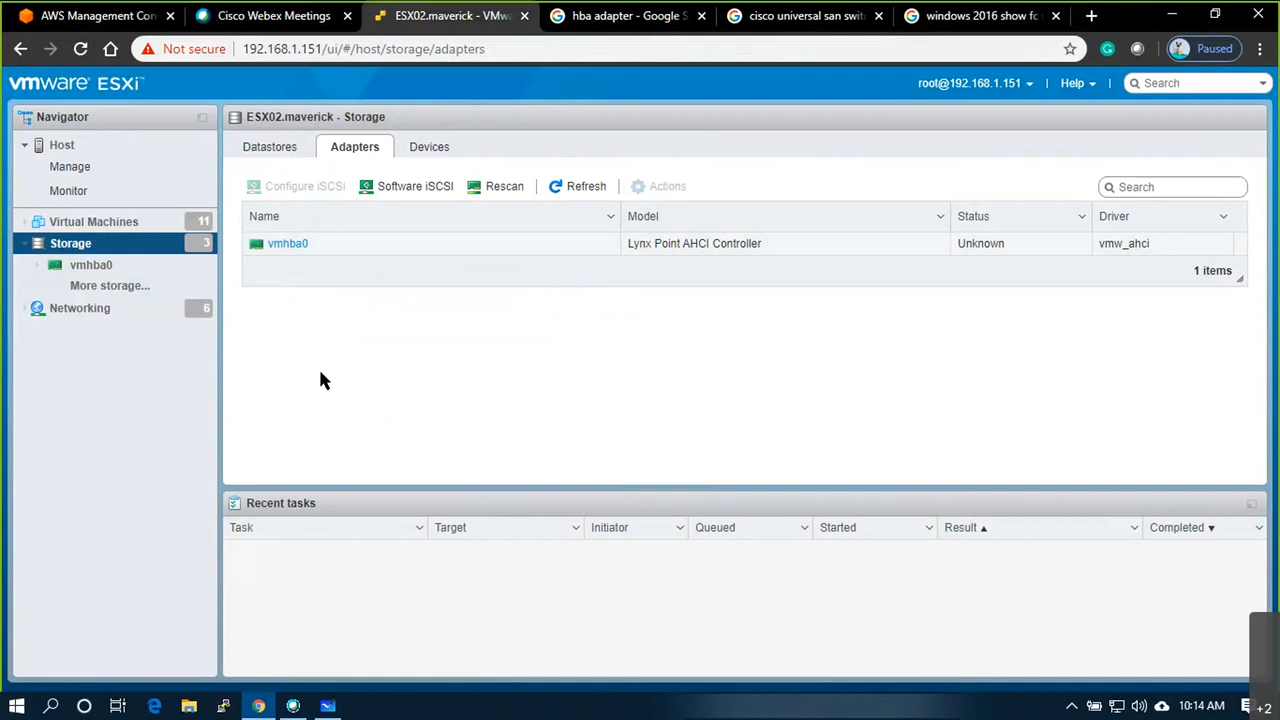 AWS Management Con
Cisco Webex Meetings
ESX02.maverick - VMwa
hba adapter - Google S
cisco universal san swit
windows 2016 show fc
Not secure 192.168.1.151/ui/#/host/storage/adapters
Paused
vmware ESXi™
root@192.168.1.151 | Help | Search
Navigator
Host
Manage
Monitor
Virtual Machines 11
Storage 3
vmhba0
More storage...
Networking 6
ESX02.maverick - Storage
Datastores Adapters Devices
Configure iSCSI Software iSCSI Rescan | Refresh | Actions
Search
Name Model Status Driver
vmhba0 Lynx Point AHCI Controller Unknown vmw_ahci
1 items
Recent tasks
Task Target Initiator Queued Started Result ▲ Completed ▼
10:14 AM
+2